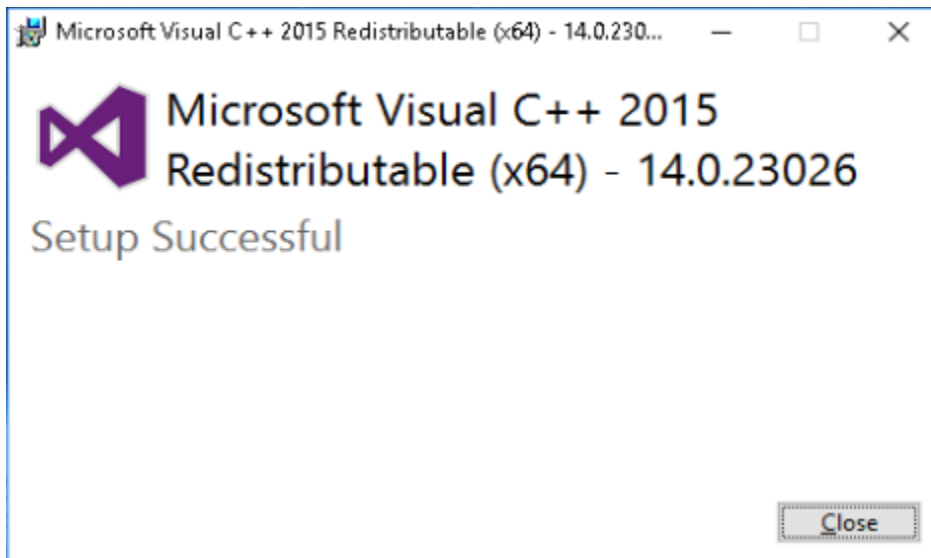 Microsoft Visual C++ 2015 Redistributable (x64) - 14.0.230...
Microsoft Visual C++ 2015
Redistributable (x64) - 14.0.23026
Setup Successful
Close